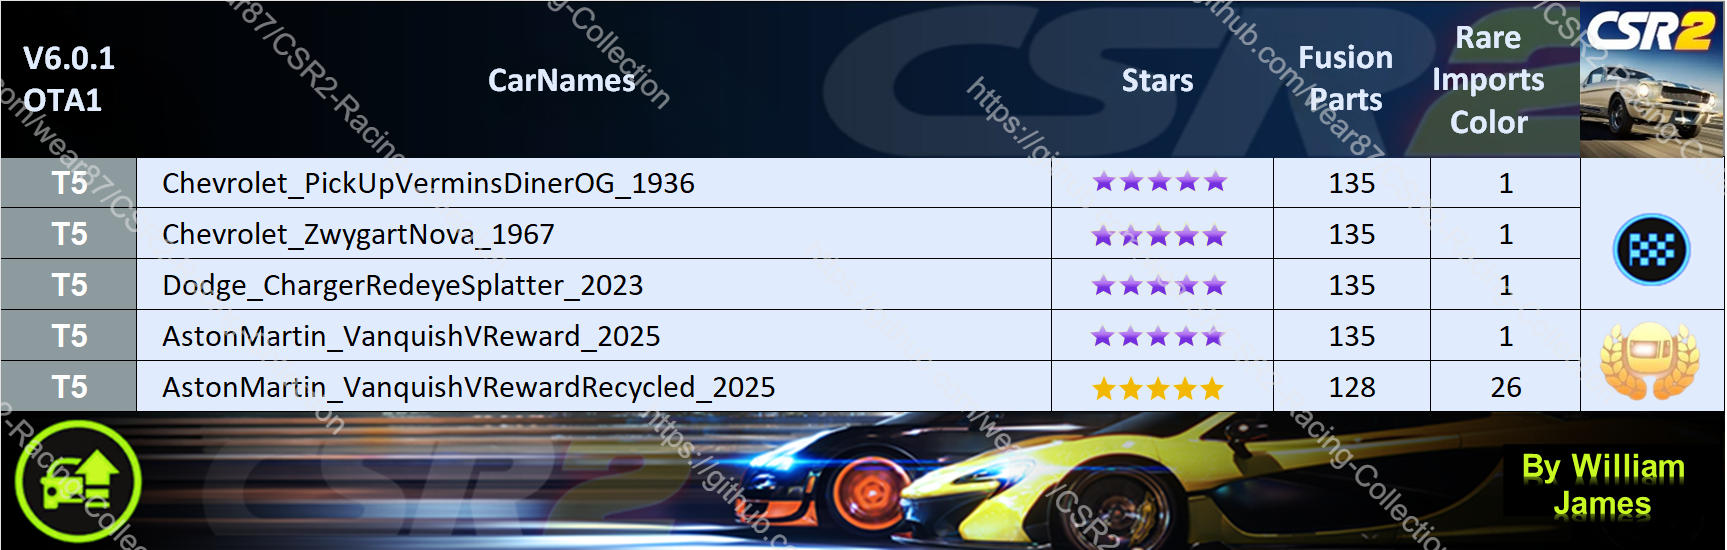 V6.0.1
OTA1
CarNames
Stars
Fusion
Parts
Rare
Imports
Color
CSR2
T5 Chevrolet_PickUpVerminsDinerOG_1936 135 1
T5 Chevrolet_ZwygartNova_1967 135 1
T5 Dodge_ChargerRedeyeSplatter_2023 135 1
T5 AstonMartin_VanquishVReward_2025 135 1
T5 AstonMartin_VanquishVRewardRecycled_2025 128 26
CSR2
By William
James